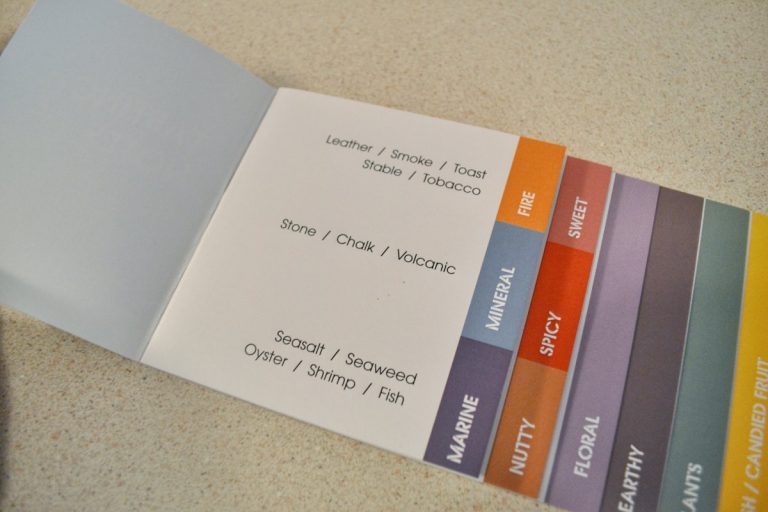 Leather / Smoke / Toast
Stable / Tobacco
FIRE
Stone / Chalk / Volcanic
MINERAL
Seasalt / Seaweed
Oyster / Shrimp / Fish
MARINE
SWEET
SPICY
NUTTY
FLORAL
EARTHY
/ CANDIED FRUIT